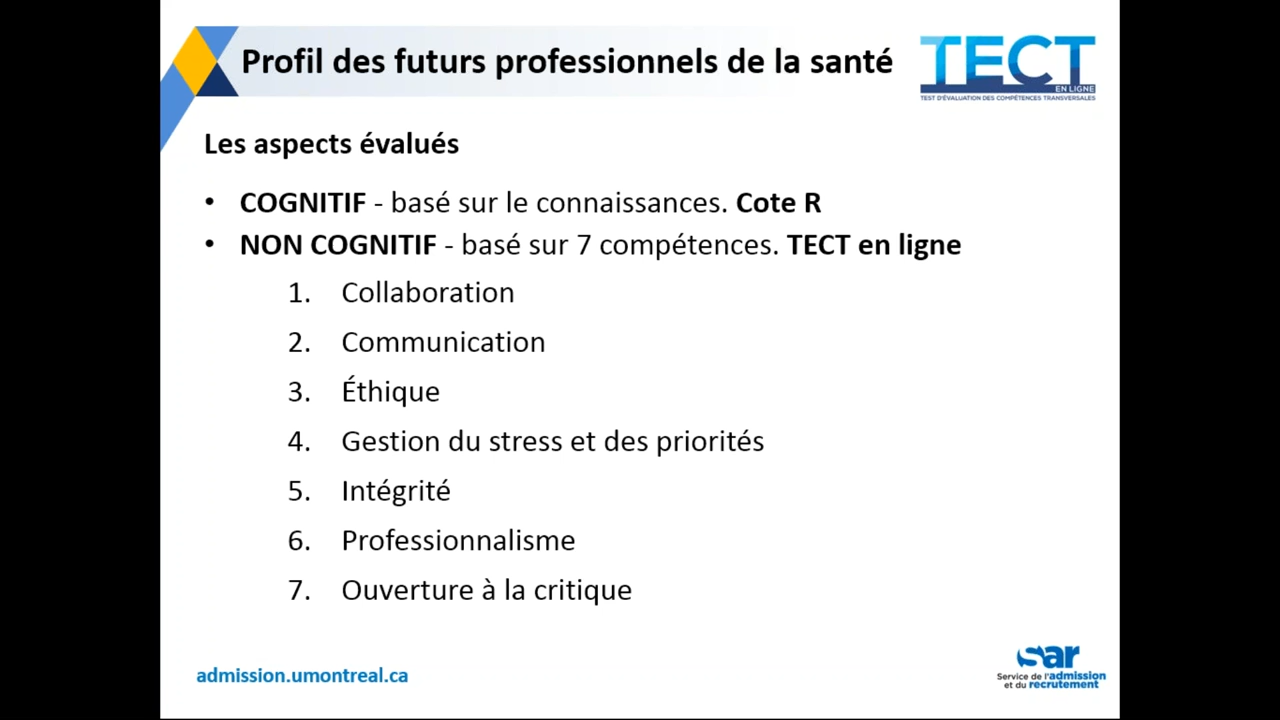 Profil des futurs professionnels de la santé
TECT
EN LIGNE
TEST D'ÉVALUATION DES COMPÉTENCES TRANSVERSALES
Les aspects évalués
• COGNITIF - basé sur le connaissances. Cote R
• NON COGNITIF - basé sur 7 compétences. TECT en ligne
1. Collaboration
2. Communication
3. Éthique
4. Gestion du stress et des priorités
5. Intégrité
6. Professionnalisme
7. Ouverture à la critique
admission.umontreal.ca
sar
Service de l'admission
et du recrutement